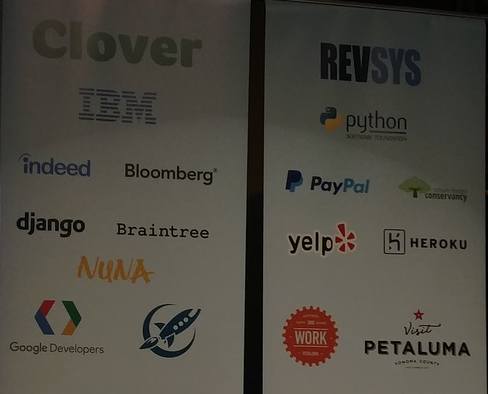 Clover
IBM
indeed
Bloomberg
django
Braintree
NUNA
Google Developers
REVSYS
python
SOFTWARE FOUNDATION
PayPal
conservancy
yelp
HEROKU
WORK
Visit
PETALUMA
SONOMA COUNTY